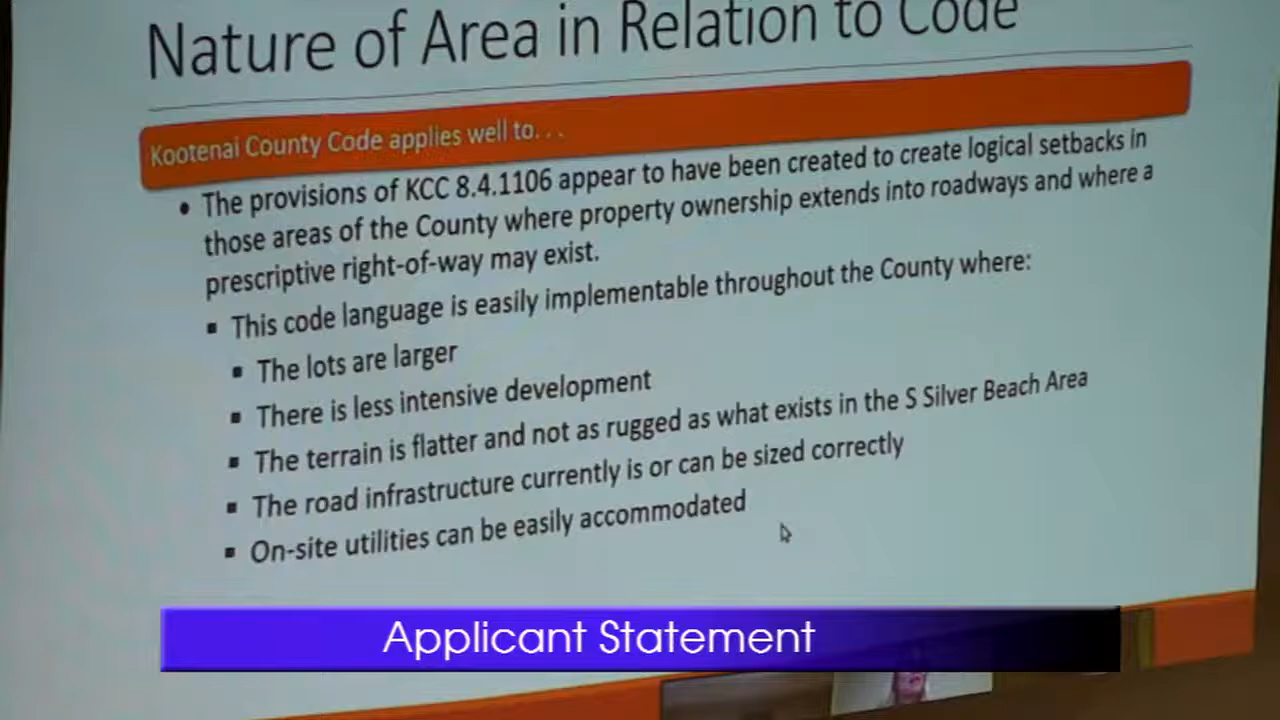 Nature of Area in Relation to Code
Kootenai County Code applies well to. . .
• The provisions of KCC 8.4.1106 appear to have been created to create logical setbacks in
those areas of the County where property ownership extends into roadways and where a
prescriptive right-of-way may exist.
▪ This code language is easily implementable throughout the County where:
▪ The lots are larger
▪ There is less intensive development
▪ The terrain is flatter and not as rugged as what exists in the S Silver Beach Area
▪ The road infrastructure currently is or can be sized correctly
▪ On-site utilities can be easily accommodated
Applicant Statement